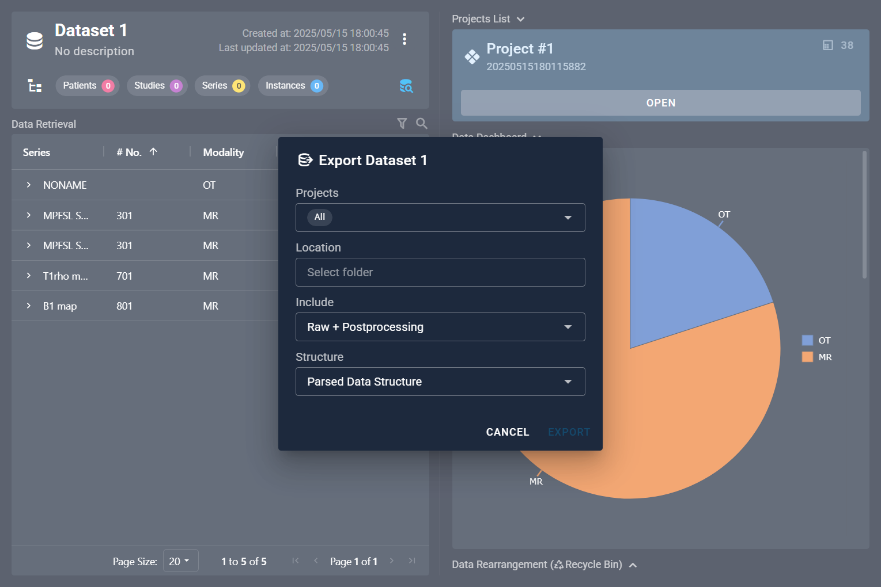 Dataset 1
No description
Created at: 2025/05/15 18:00:45
Last updated at: 2025/05/15 18:00:45
Patients 0 Studies 0 Series 0 Instances 0
Data Retrieval
Series # No. Modality
NONAME OT
MPFSL S... 301 MR
MPFSL S... 301 MR
T1rho m... 701 MR
B1 map 801 MR
Page Size: 20 1 to 5 of 5 Page 1 of 1
Projects List
Project #1
20250515180115882
38
OPEN
Data Dashboard
Export Dataset 1
Projects
All
Location
Select folder
Include
Raw + Postprocessing
Structure
Parsed Data Structure
CANCEL EXPORT
OT
MR
OT
MR
Data Rearrangement (Recycle Bin)